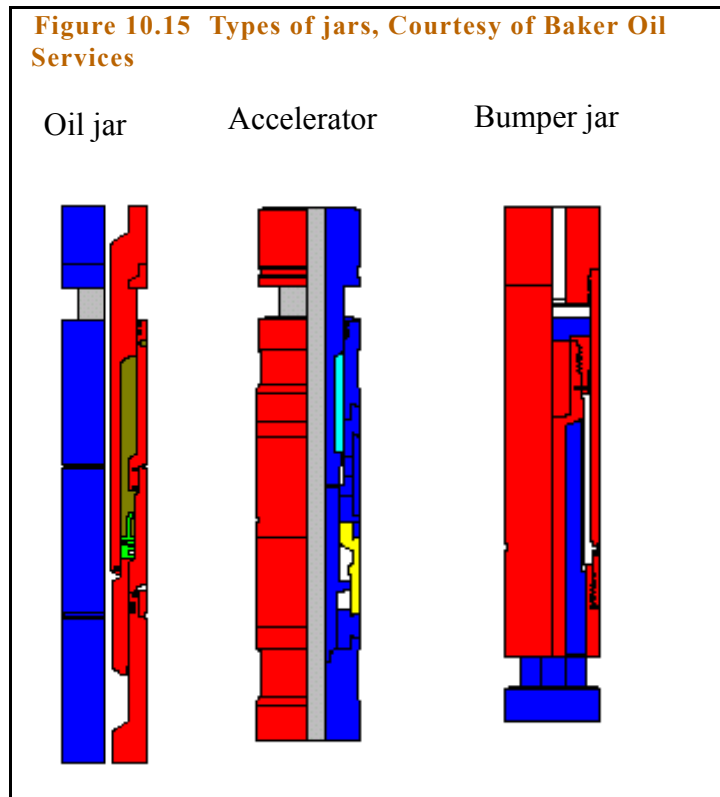 Figure 10.15 Types of jars, Courtesy of Baker Oil
Services
Oil jar
Accelerator
Bumper jar